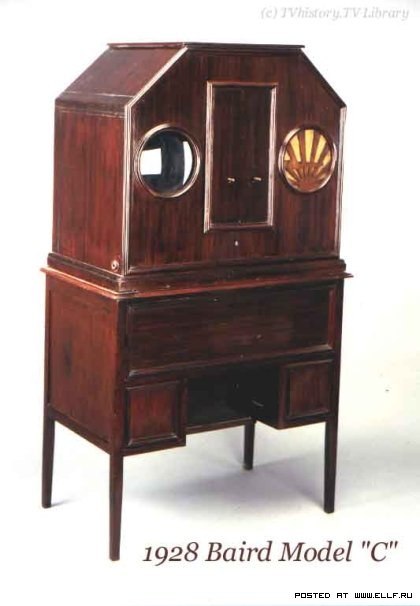 (c) TVhistory.TV Library
1928 Baird Model "C"
POSTED AT WWW.ELLF.RU